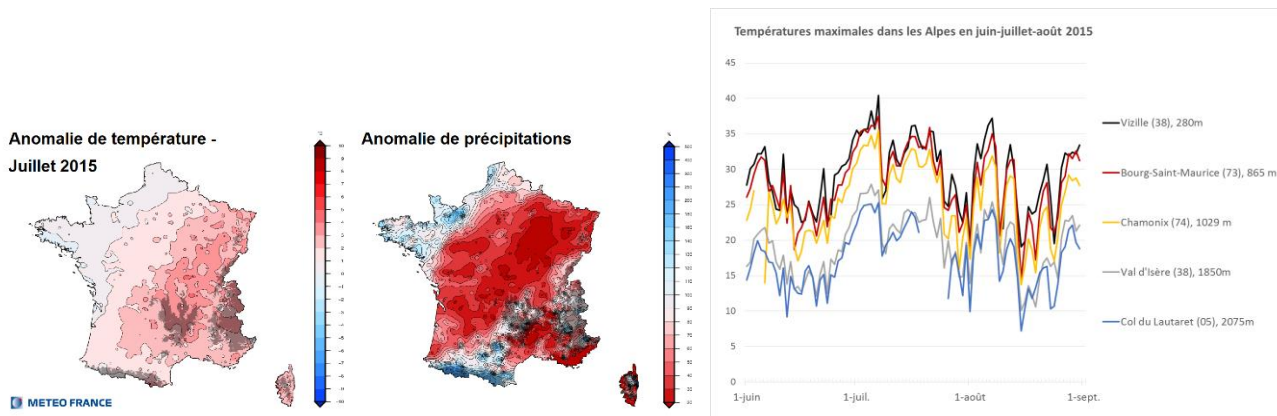 Anomalie de température -
Juillet 2015
METEO FRANCE
Anomalie de précipitations
Températures maximales dans les Alpes en juin-juillet-août 2015
45
40
35
30
25
20
15
10
5
0
1-juin
1-juil.
1-août
1-sept.
Vizille (38), 280m
Bourg-Saint-Maurice (73), 865 m
Chamonix (74), 1029 m
Val d'Isère (38), 1850m
Col du Lautaret (05), 2075m